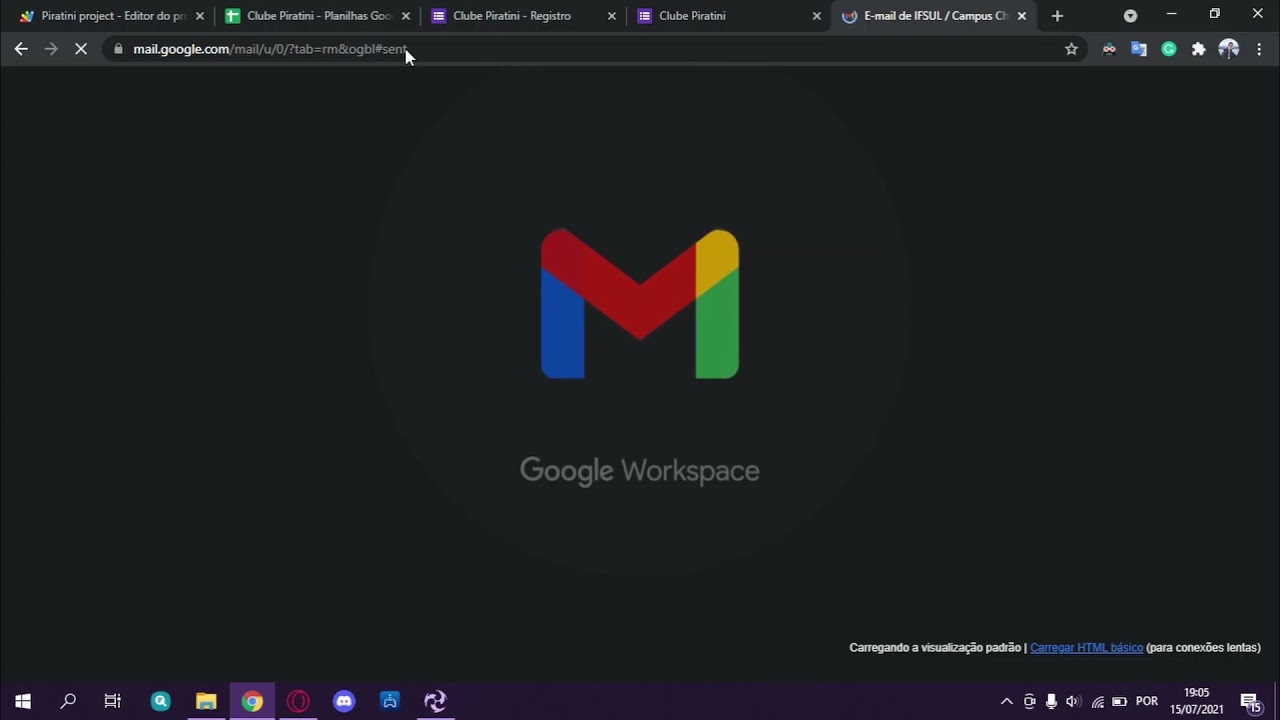 Piratini project - Editor do pro
Clube Piratini - Planilhas Goo
Clube Piratini - Registro
Clube Piratini
E-mail de IFSUL / Campus Ch
mail.google.com/mail/u/0/?tab=rm&ogbl#sent
Google Workspace
Carregando a visualização padrão | Carregar HTML básico (para conexões lentas)
POR
19:05
15/07/2021
15